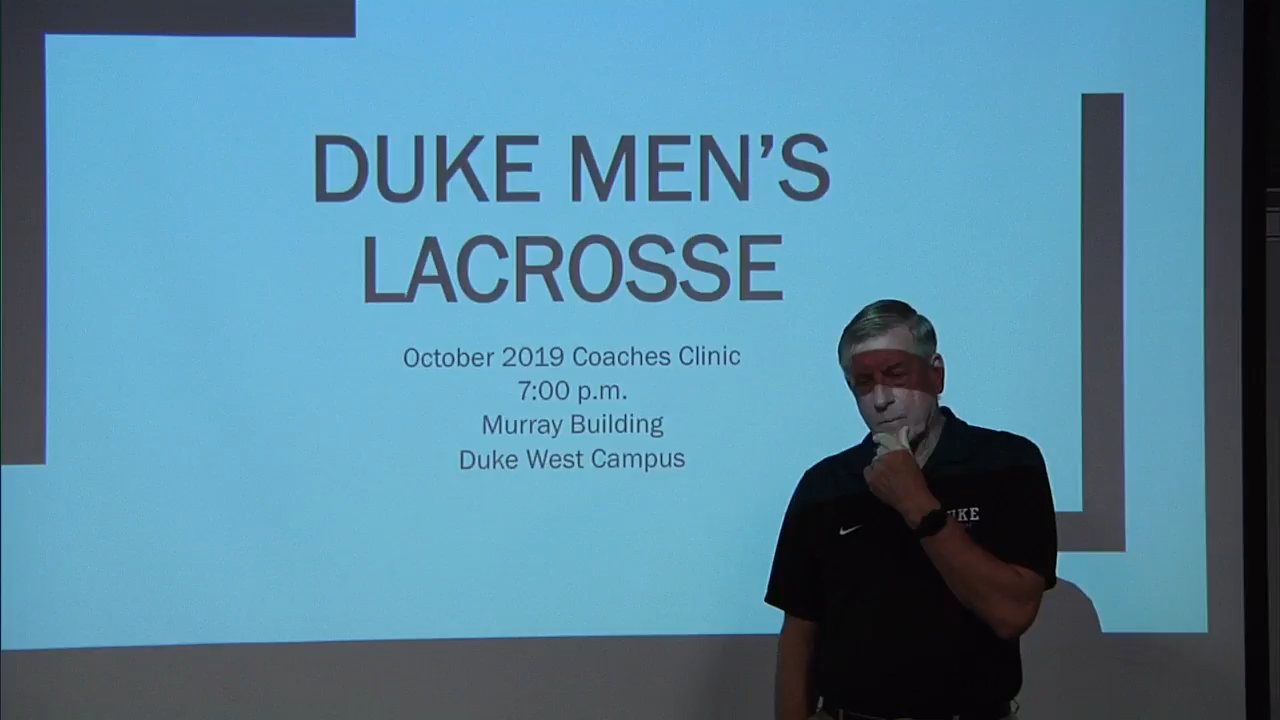 DUKE MEN'S
LACROSSE
October 2019 Coaches Clinic
7:00 p.m.
Murray Building
Duke West Campus